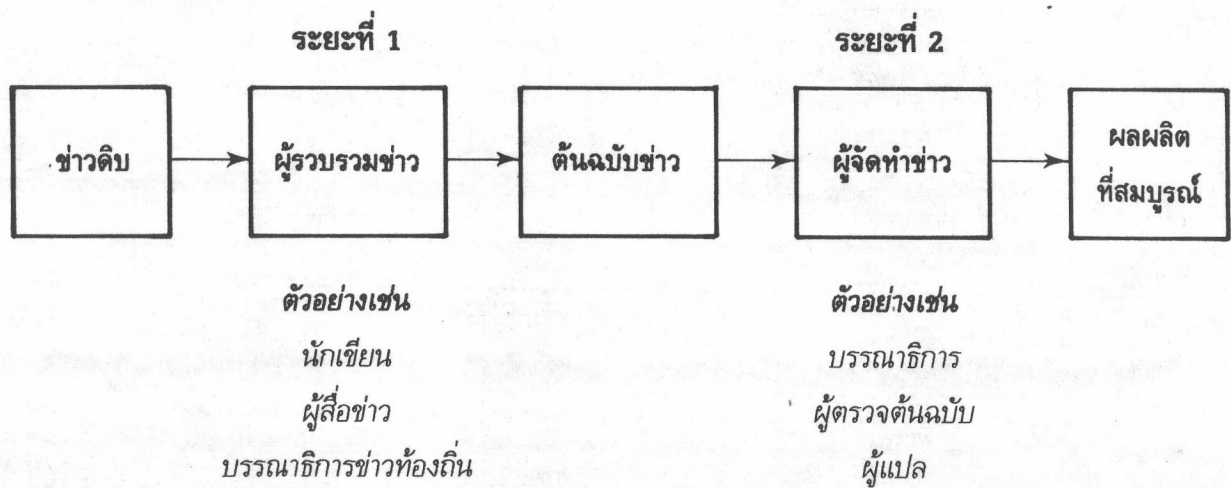 ระยะที่ 1
ระยะที่ 2
ข่าวดิบ
ผู้รวบรวมข่าว
ต้นฉบับข่าว
ผู้จัดทำข่าว
ผลผลิต
ที่สมบูรณ์
ตัวอย่างเช่น
นักเขียน
ผู้สื่อข่าว
บรรณาธิการข่าวท้องถิ่น
ตัวอย่างเช่น
บรรณาธิการ
ผู้ตรวจต้นฉบับ
ผู้แปล